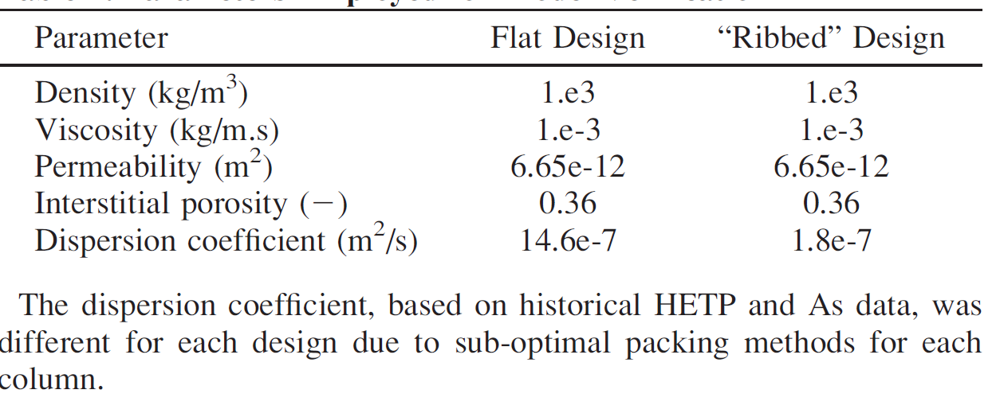 Parameter Flat Design “Ribbed” Design
Density (kg/m³) 1.e3 1.e3
Viscosity (kg/m.s) 1.e-3 1.e-3
Permeability (m²) 6.65e-12 6.65e-12
Interstitial porosity (−) 0.36 0.36
Dispersion coefficient (m²/s) 14.6e-7 1.8e-7
The dispersion coefficient, based on historical HETP and As data, was
different for each design due to sub-optimal packing methods for each
column.